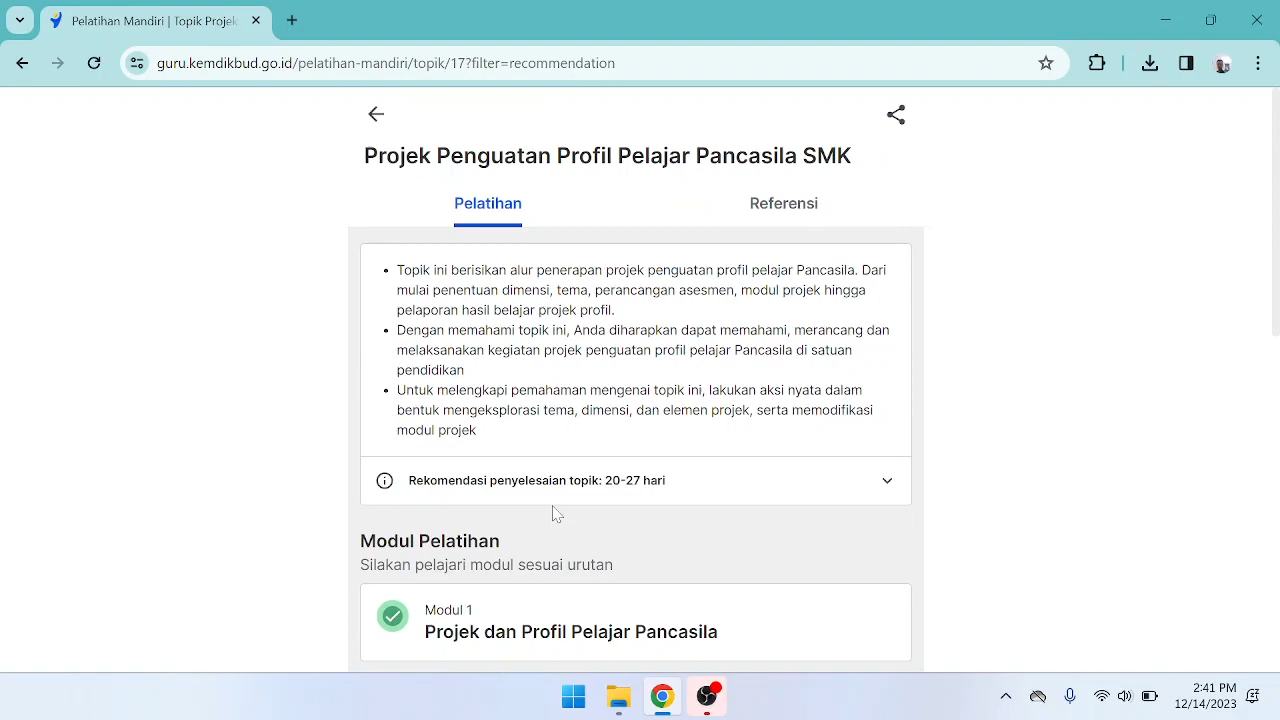 Pelatihan Mandiri | Topik Projek
guru.kemdikbud.go.id/pelatihan-mandiri/topik/17?filter=recommendation
Projek Penguatan Profil Pelajar Pancasila SMK
Pelatihan
Referensi
Topik ini berisikan alur penerapan projek penguatan profil pelajar Pancasila. Dari
mulai penentuan dimensi, tema, perancangan asesmen, modul projek hingga
pelaporan hasil belajar projek profil.
Dengan memahami topik ini, Anda diharapkan dapat memahami, merancang dan
melaksanakan kegiatan projek penguatan profil pelajar Pancasila di satuan
pendidikan
Untuk melengkapi pemahaman mengenai topik ini, lakukan aksi nyata dalam
bentuk mengeksplorasi tema, dimensi, dan elemen projek, serta memodifikasi
modul projek
Rekomendasi penyelesaian topik: 20-27 hari
Modul Pelatihan
Silakan pelajari modul sesuai urutan
Modul 1
Projek dan Profil Pelajar Pancasila
2:41 PM
12/14/2023